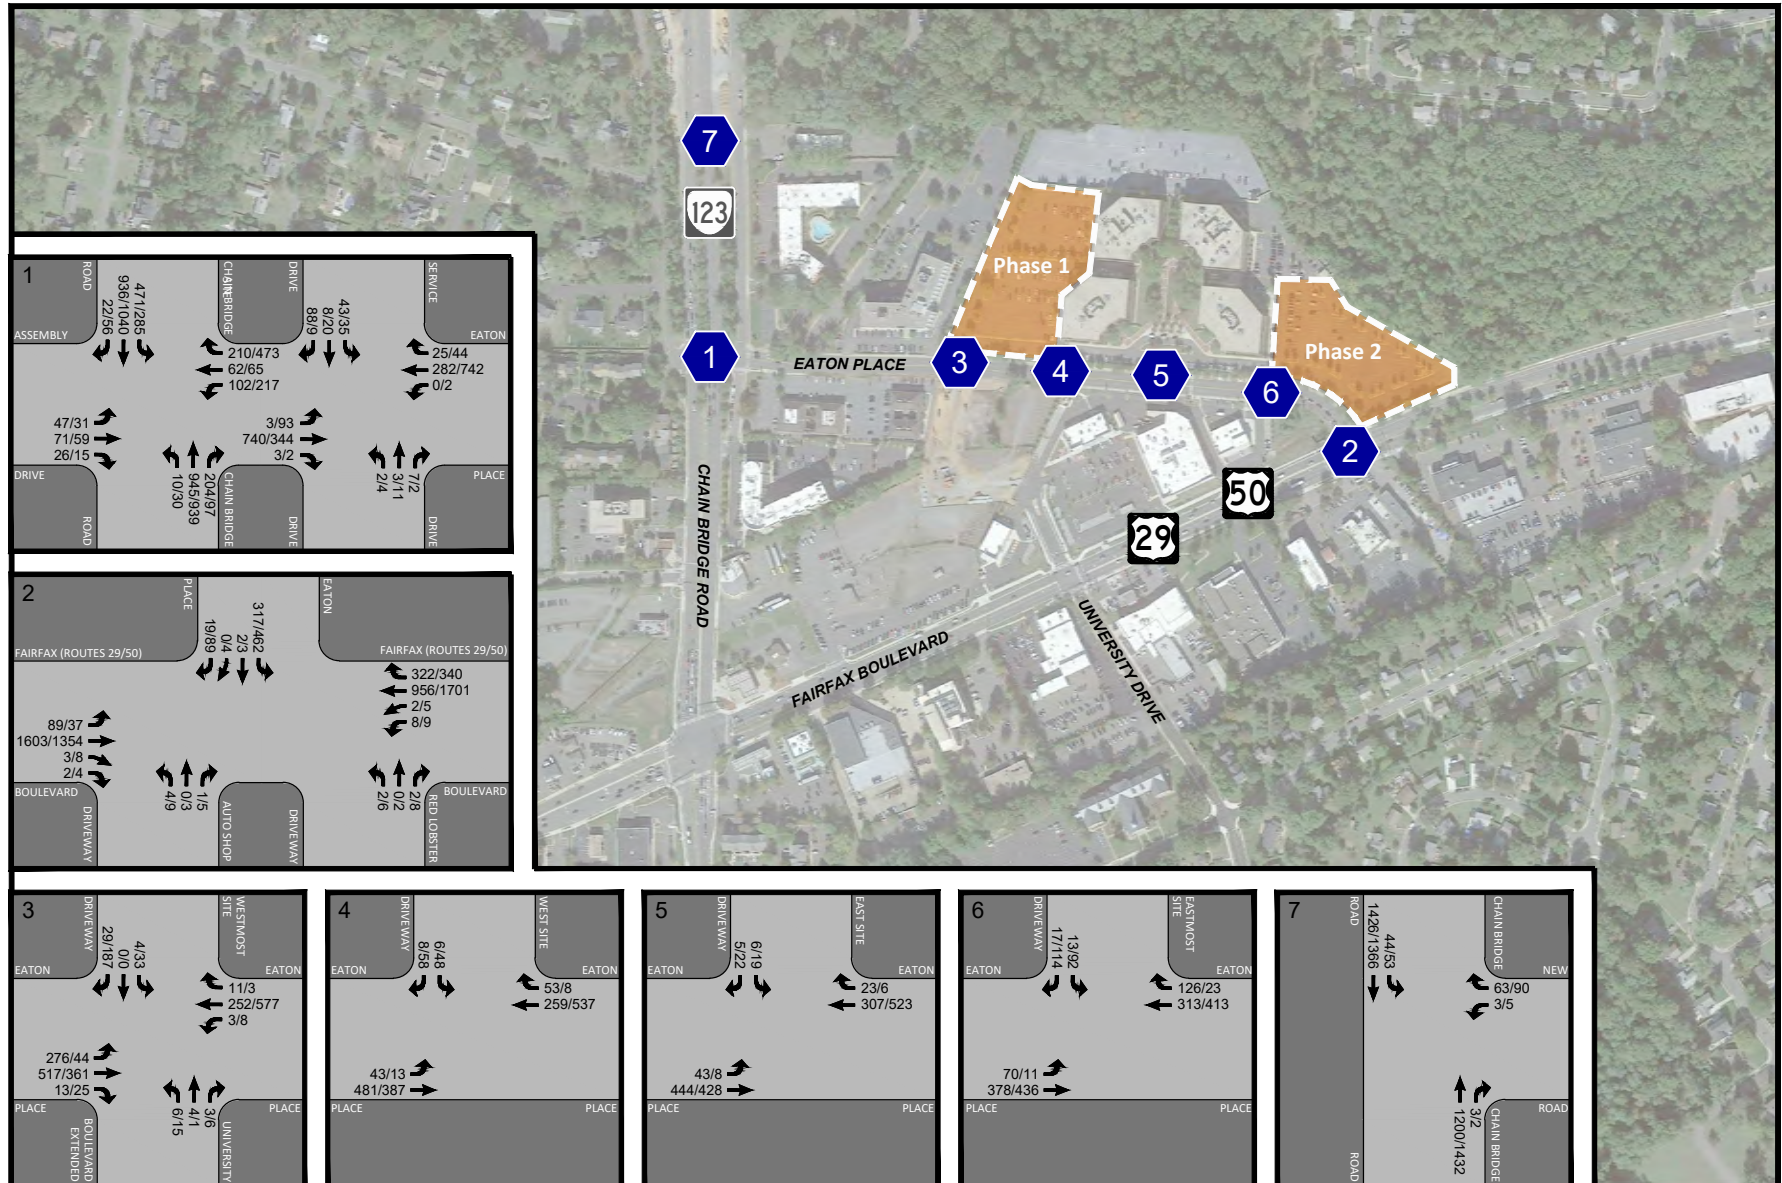 7
123
Phase 1
Phase 2
1
EATON PLACE
3
4
5
6
2
50
29
CHAIN BRIDGE ROAD
FAIRFAX BOULEVARD
UNIVERSITY DRIVE
1
ROAD
22/56
936/1040
471/285
CHAIN BRIDGE
DRIVE
88/9
8/20
43/35
SERVICE
ASSEMBLY
EATON
210/473
62/65
102/217
25/44
282/742
0/2
47/31
71/59
26/15
3/93
740/344
3/2
10/30
945/939
204/97
2/4
3/11
7/2
DRIVE
PLACE
ROAD
CHAIN BRIDGE
DRIVE
DRIVE
2
PLACE
19/89
0/4
2/3
317/462
EATON
FAIRFAX (ROUTES 29/50)
FAIRFAX (ROUTES 29/50)
322/340
956/1701
2/5
8/9
89/37
1603/1354
3/8
2/4
4/9
0/3
1/5
2/6
0/2
2/8
BOULEVARD
BOULEVARD
DRIVEWAY
AUTO SHOP
DRIVEWAY
RED LOBSTER
3
DRIVEWAY
29/187
0/0
4/33
SITE
WESTMOST
EATON
EATON
11/3
252/577
3/8
276/44
517/361
13/25
6/15
4/1
3/6
PLACE
PLACE
BOULEVARD
EXTENDED
UNIVERSITY
4
DRIVEWAY
8/58
6/48
WEST SITE
EATON
EATON
53/8
259/537
43/13
481/387
PLACE
PLACE
5
DRIVEWAY
5/22
6/19
EAST SITE
EATON
EATON
23/6
307/523
43/8
444/428
PLACE
PLACE
6
DRIVEWAY
17/114
13/92
SITE
EASTMOST
EATON
EATON
126/23
313/413
70/11
378/436
PLACE
PLACE
7
ROAD
1426/1366
44/53
CHAIN BRIDGE
NEW
63/90
3/5
1200/1432
3/2
ROAD
ROAD
CHAIN BRIDGE